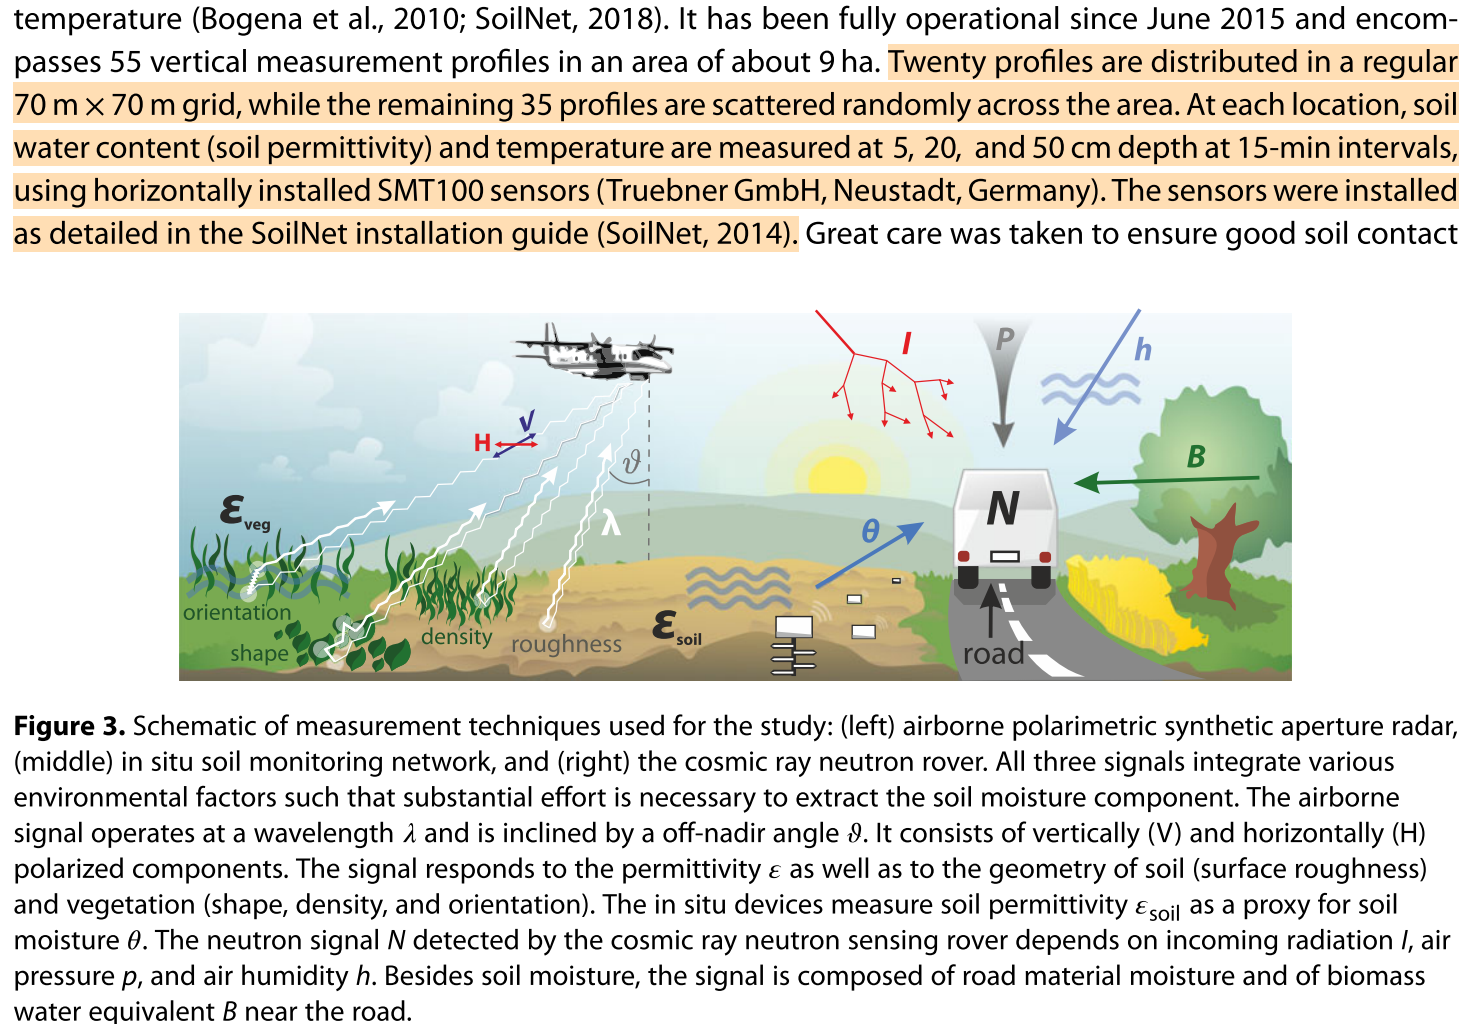 temperature (Bogena et al., 2010; SoilNet, 2018). It has been fully operational since June 2015 and encom-
passes 55 vertical measurement profiles in an area of about 9 ha. Twenty profiles are distributed in a regular
70 m × 70 m grid, while the remaining 35 profiles are scattered randomly across the area. At each location, soil
water content (soil permittivity) and temperature are measured at 5, 20, and 50 cm depth at 15-min intervals,
using horizontally installed SMT100 sensors (Truebner GmbH, Neustadt, Germany). The sensors were installed
as detailed in the SoilNet installation guide (SoilNet, 2014). Great care was taken to ensure good soil contact
I
P
h
V
H
ϑ
B
ε veg
N
λ
θ
orientation
shape
density
roughness
ε soil
road
Figure 3. Schematic of measurement techniques used for the study: (left) airborne polarimetric synthetic aperture radar,
(middle) in situ soil monitoring network, and (right) the cosmic ray neutron rover. All three signals integrate various
environmental factors such that substantial effort is necessary to extract the soil moisture component. The airborne
signal operates at a wavelength λ and is inclined by a off-nadir angle ϑ. It consists of vertically (V) and horizontally (H)
polarized components. The signal responds to the permittivity ε as well as to the geometry of soil (surface roughness)
and vegetation (shape, density, and orientation). The in situ devices measure soil permittivity εsoil as a proxy for soil
moisture θ. The neutron signal N detected by the cosmic ray neutron sensing rover depends on incoming radiation I, air
pressure p, and air humidity h. Besides soil moisture, the signal is composed of road material moisture and of biomass
water equivalent B near the road.